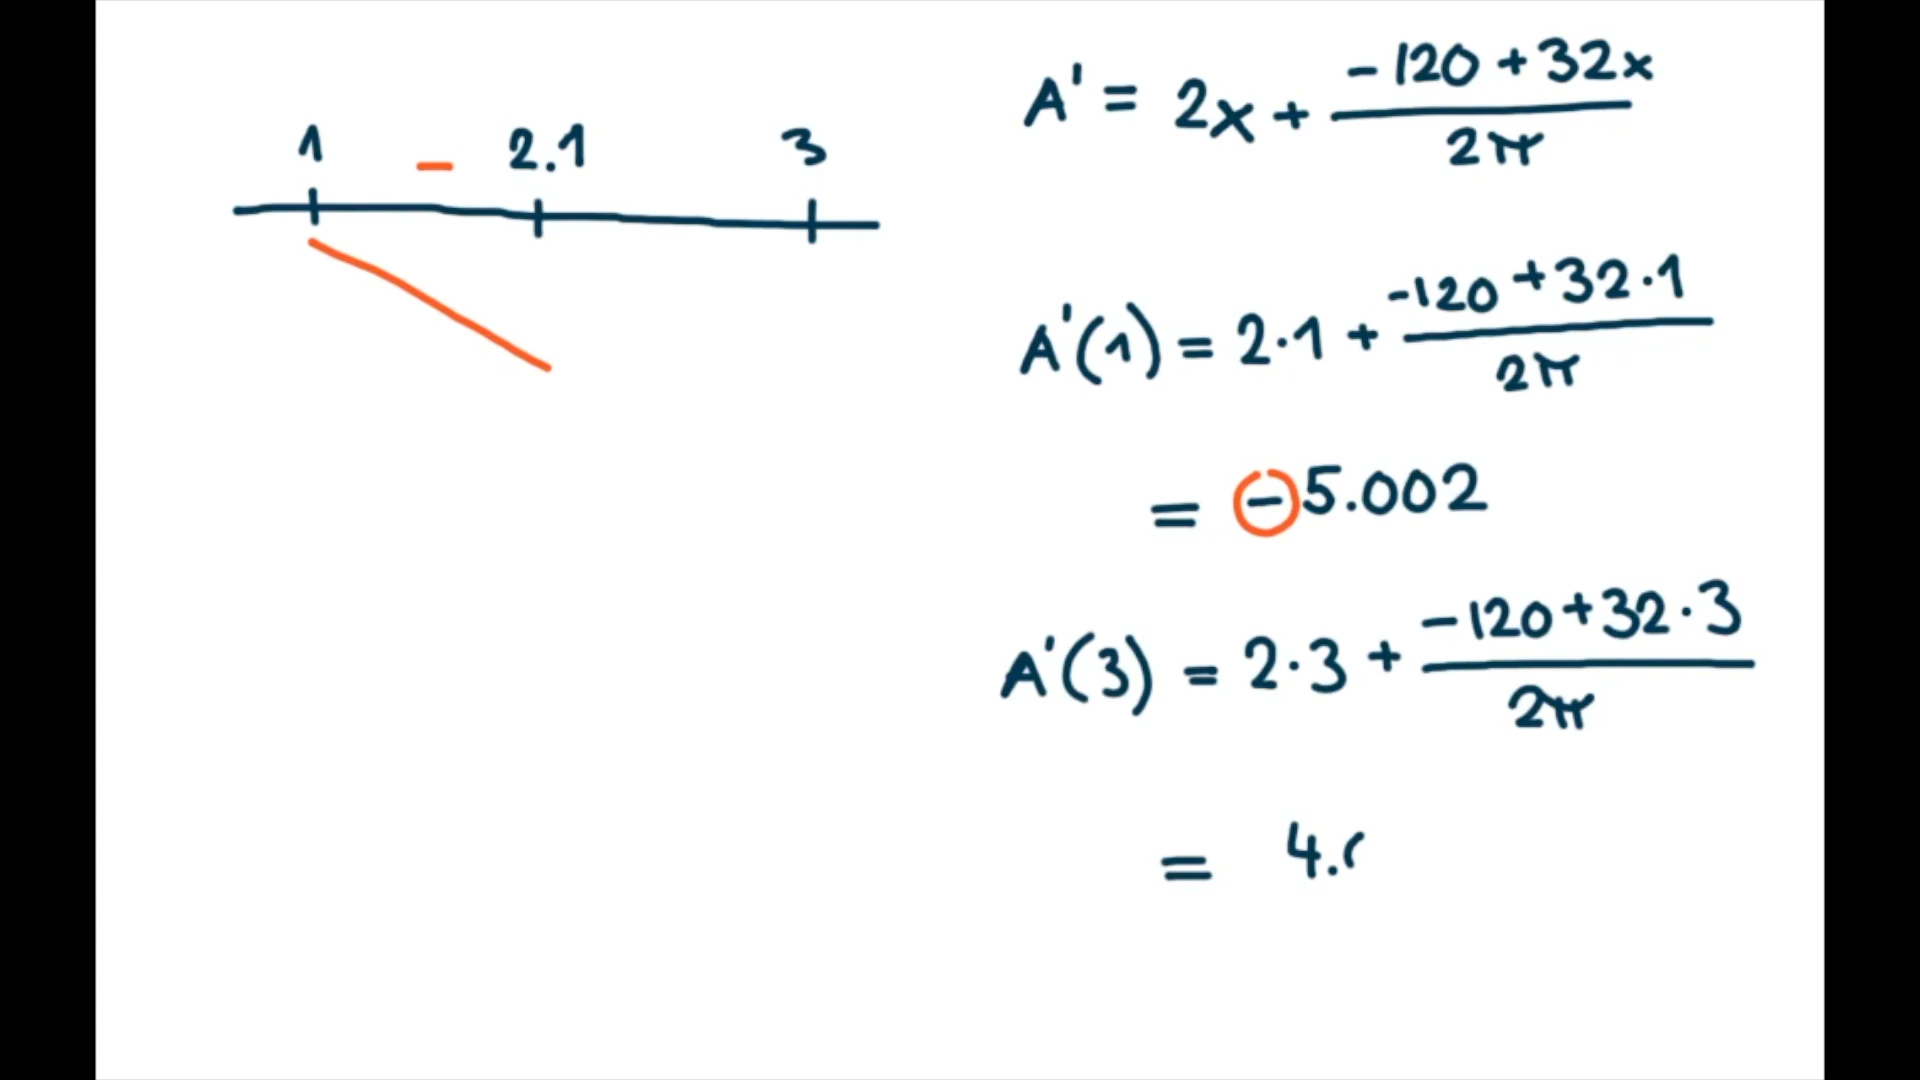 1 - 2.1 3
A' = 2x + (-120 + 32x)/(2π)
A'(1) = 2·1 + (-120 + 32·1)/(2π)
= -5.002
A'(3) = 2·3 + (-120 + 32·3)/(2π)
= 4.